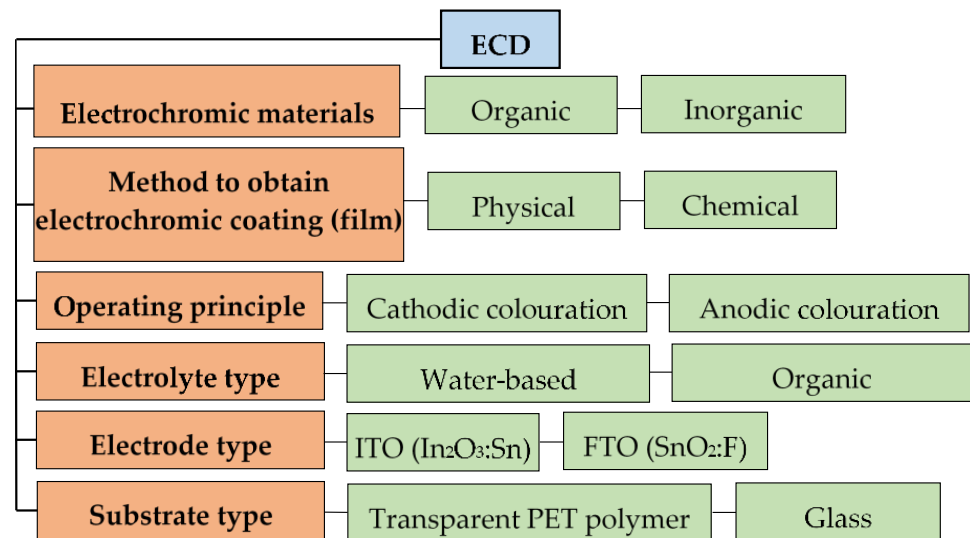 ECD
Electrochromic materials
Organic
Inorganic
Method to obtain
electrochromic coating (film)
Physical
Chemical
Operating principle
Cathodic colouration
Anodic colouration
Electrolyte type
Water-based
Organic
Electrode type
ITO (In₂O₃:Sn)
FTO (SnO₂:F)
Substrate type
Transparent PET polymer
Glass